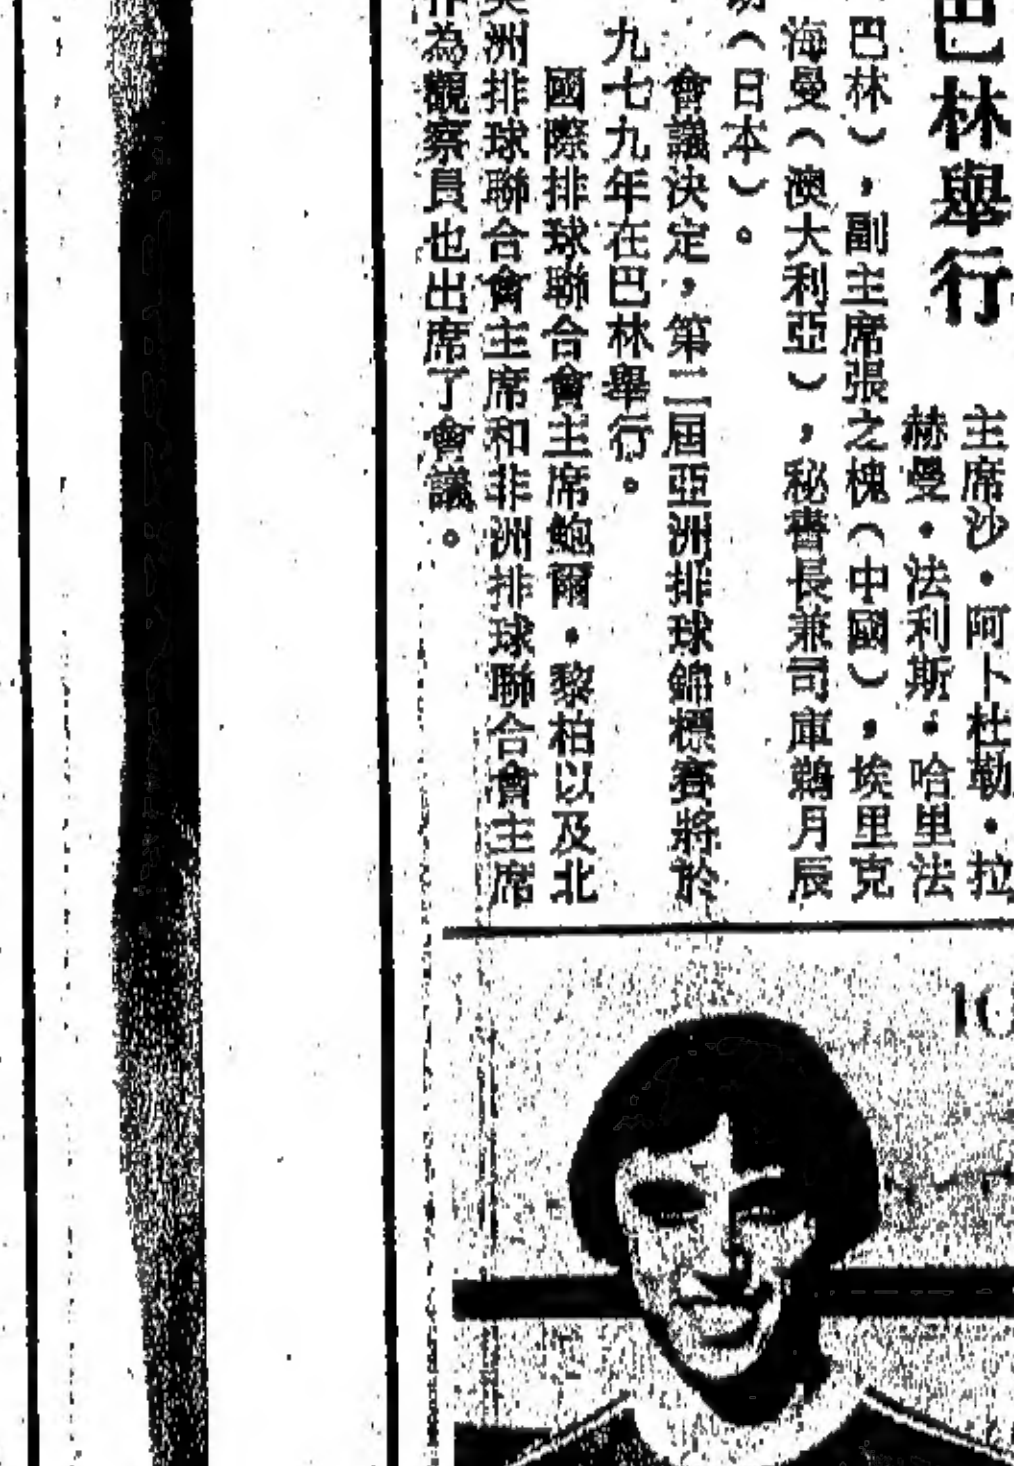 巴林舉行
主席沙·阿卜杜勒·拉
赫曼·法利斯·哈里法
巴林），副主席張之槐（中國），埃里克
海曼（澳大利亞），秘書長兼司庫鵜月辰
（日本）。
會議決定，第二屆亞洲排球錦標賽將於
九七九年在巴林舉行。
國際排球聯合會主席鮑爾·黎柏以及北
美洲排球聯合會主席和非洲排球聯合會主席
作為觀察員也出席了會議。